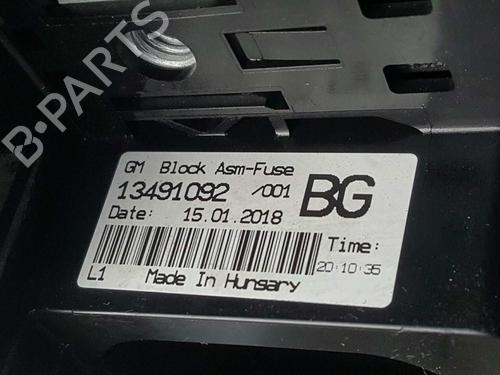 B-PARTS
GM Block Asm-Fuse
13491092 /001 BG
Date: 15.01.2018
Time:
20:10:35
L1 Made In Hungary